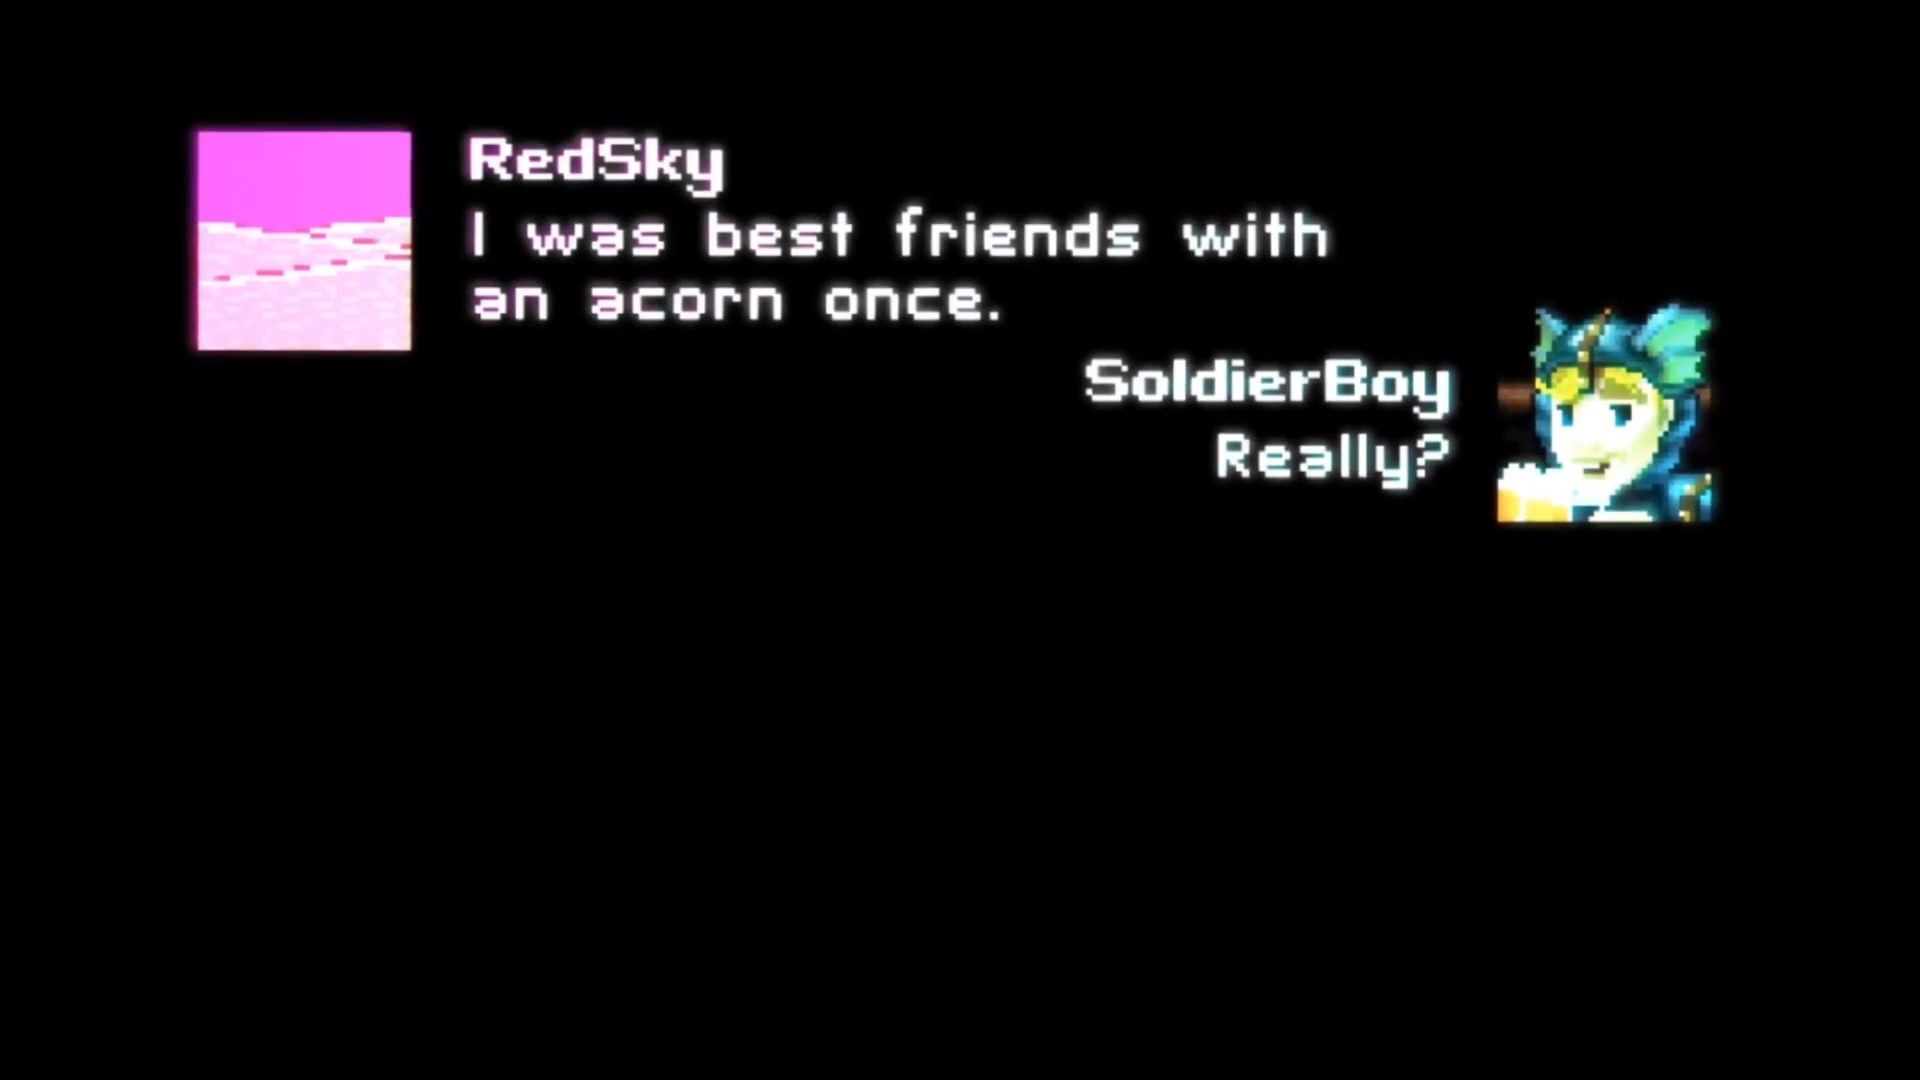 RedSky
I was best friends with
an acorn once.
SoldierBoy
Really?